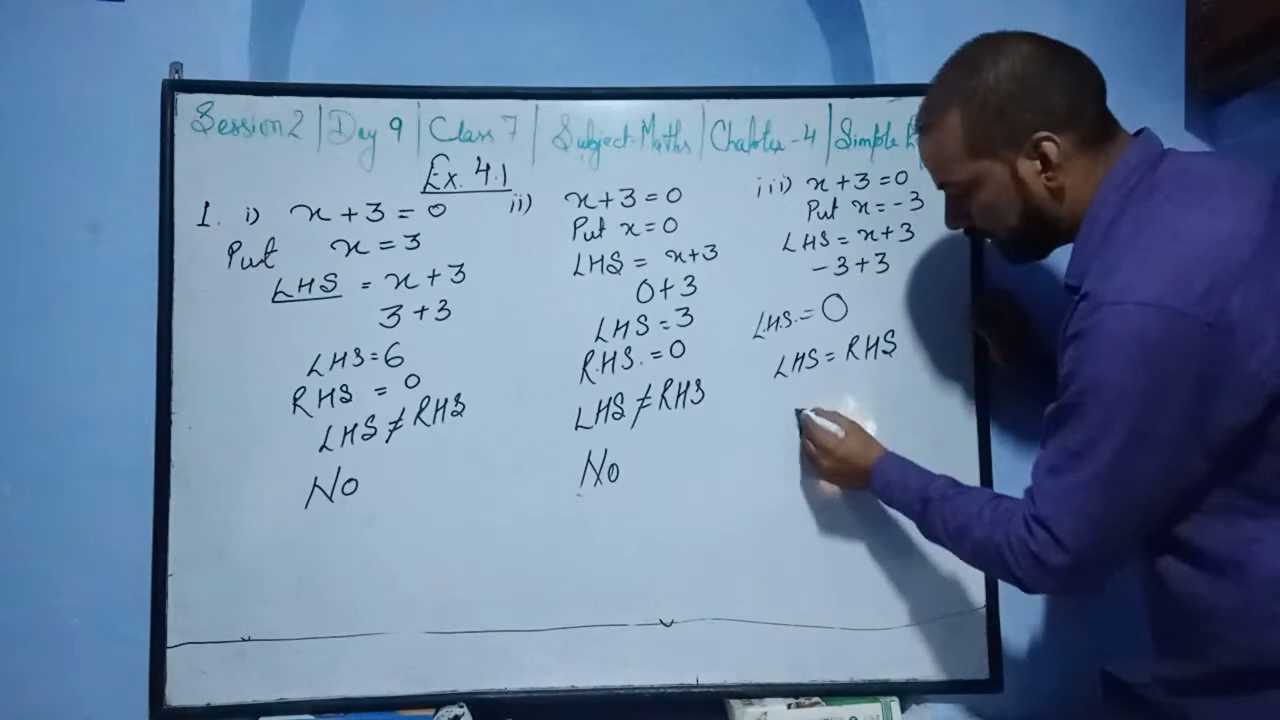 Session 2 | Day 9 | Class 7 | Subject-Maths | Chapter-4 | Simple
Ex. 4.1
1. i) x + 3 = 0
Put x = 3
LHS = x + 3
3 + 3
LHS = 6
RHS = 0
LHS ≠ RHS
No
ii) x + 3 = 0
Put x = 0
LHS = x + 3
0 + 3
LHS = 3
R.H.S. = 0
LHS ≠ RHS
No
iii) x + 3 = 0
Put x = -3
LHS = x + 3
-3 + 3
L.H.S. = 0
LHS = RHS